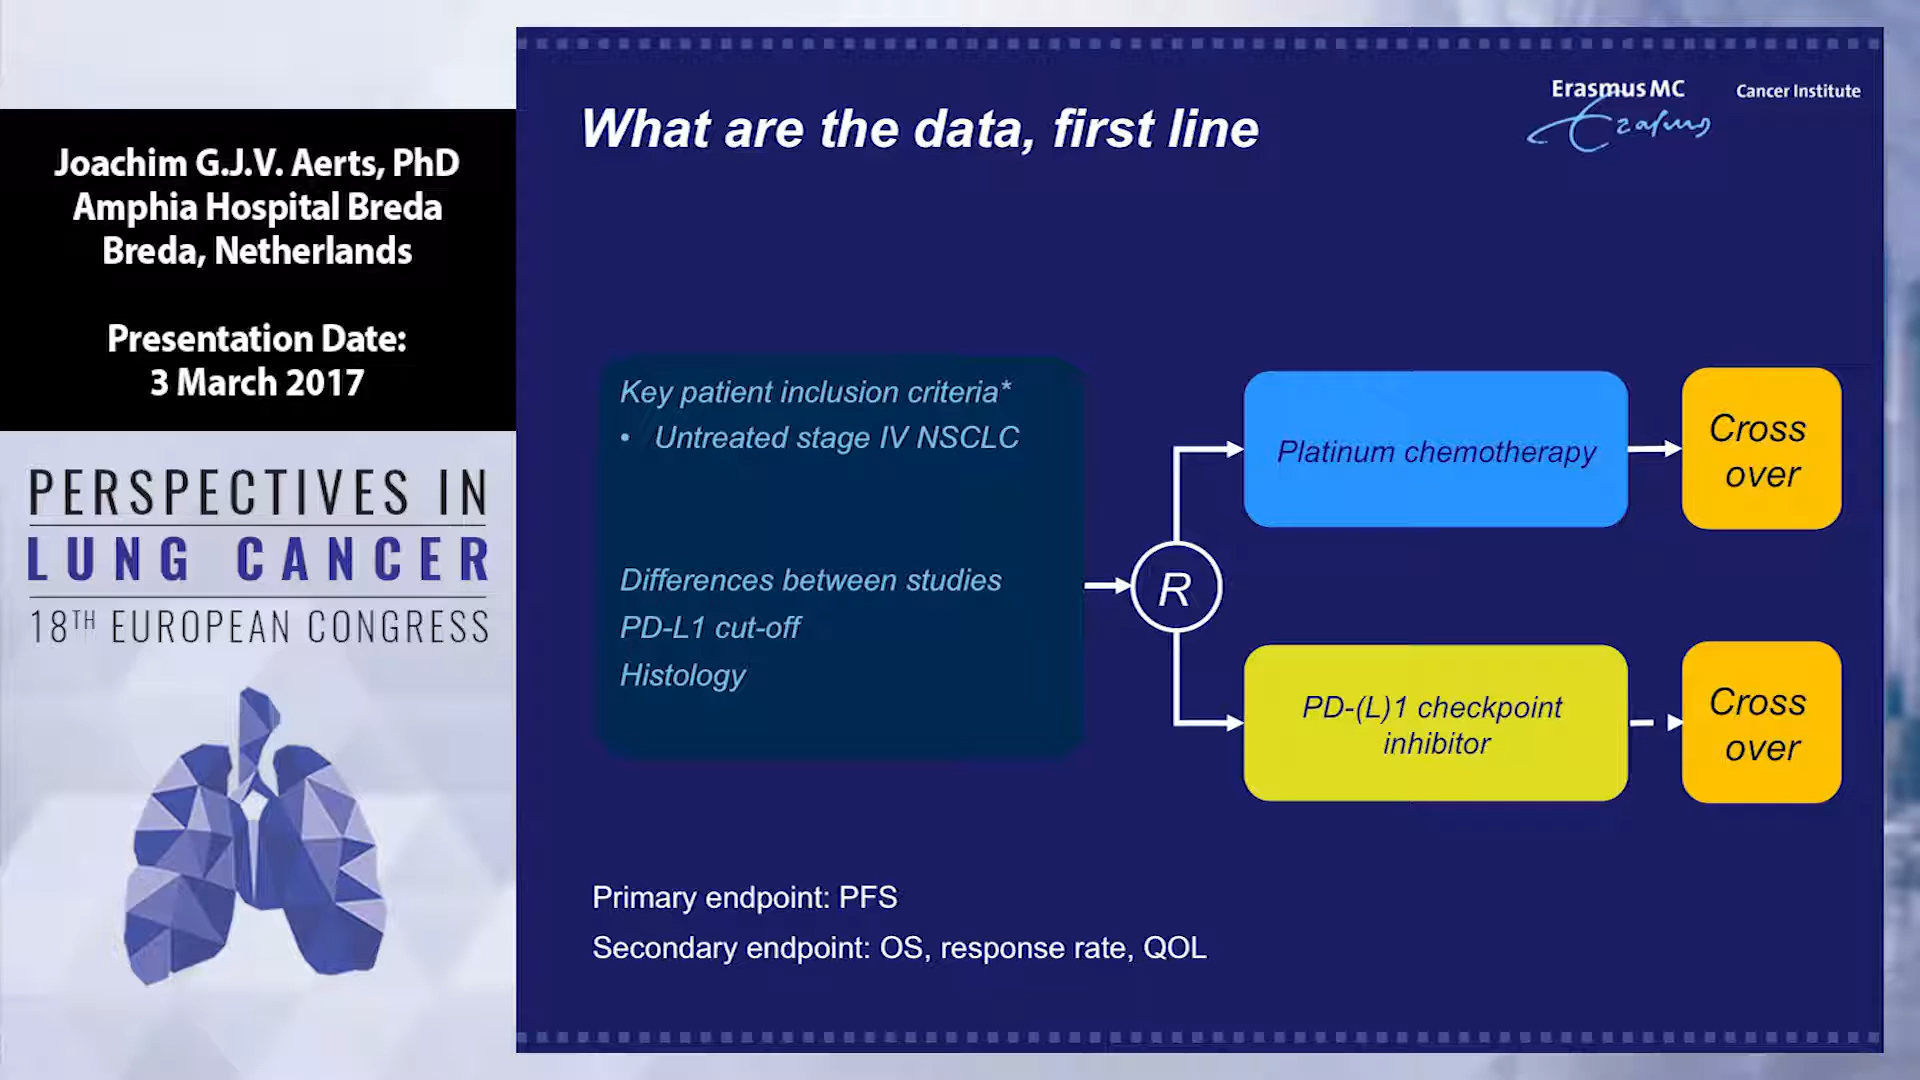 Joachim G.J.V. Aerts, PhD
Amphia Hospital Breda
Breda, Netherlands
Presentation Date:
3 March 2017
PERSPECTIVES IN
LUNG CANCER
18TH EUROPEAN CONGRESS
What are the data, first line
Erasmus MC
Cancer Institute
Erasmus
Key patient inclusion criteria*
• Untreated stage IV NSCLC
Differences between studies
PD-L1 cut-off
Histology
R
Platinum chemotherapy
Cross
over
PD-(L)1 checkpoint
inhibitor
Cross
over
Primary endpoint: PFS
Secondary endpoint: OS, response rate, QOL